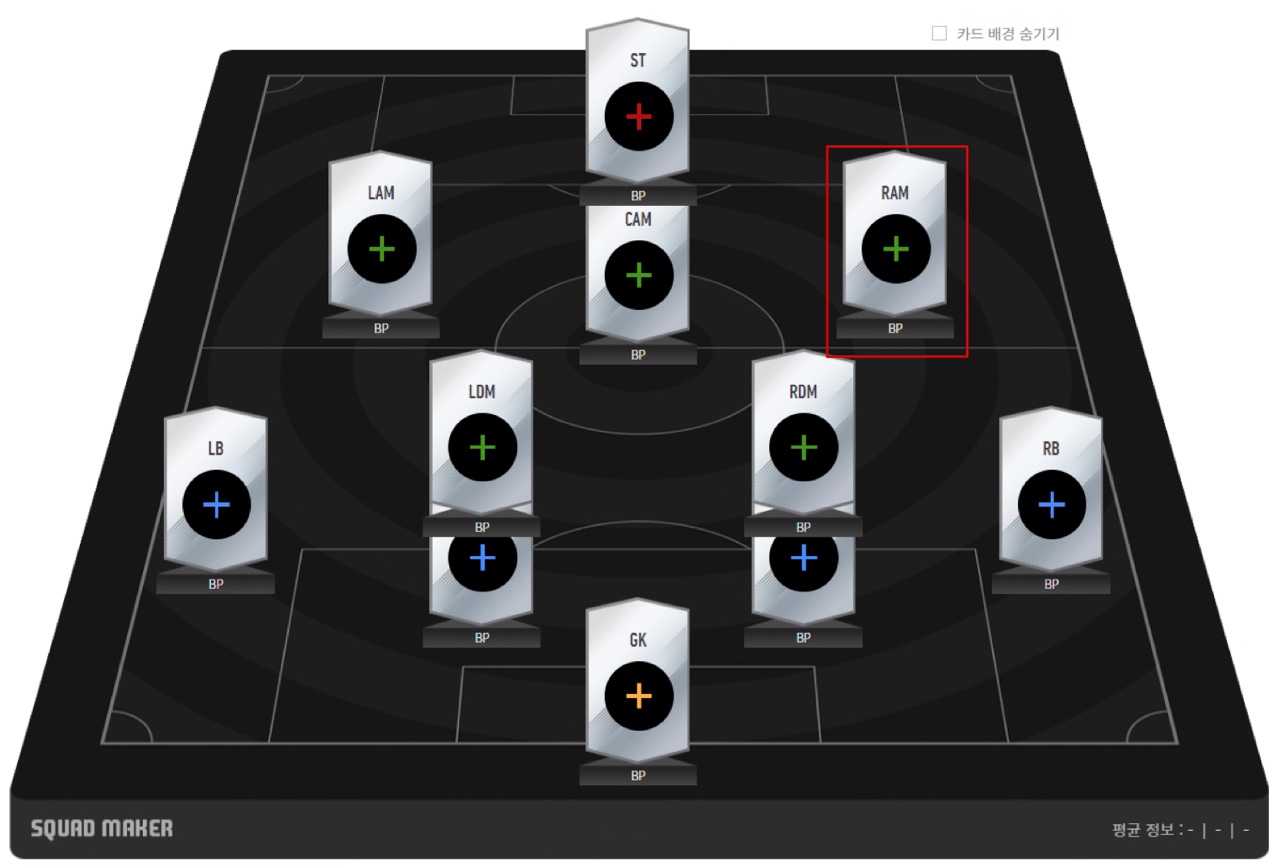 카드 배경 숨기기
ST
BP
LAM
BP
CAM
BP
RAM
BP
LDM
BP
RDM
BP
LB
BP
RB
BP
BP
BP
GK
BP
SQUAD MAKER
평균 정보 : - | - | -